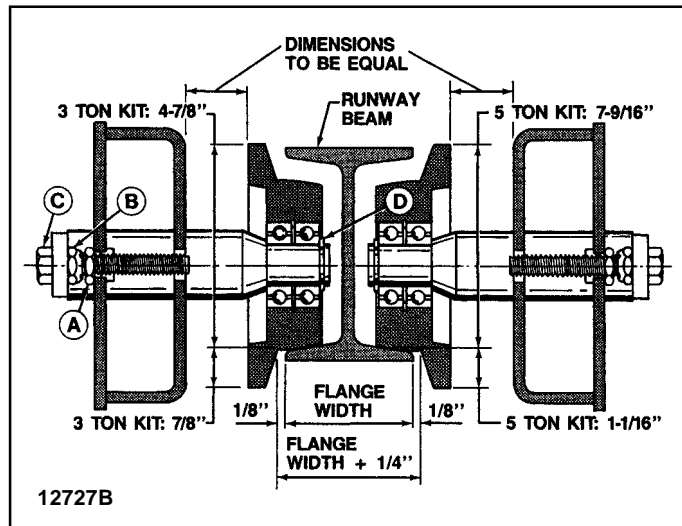 DIMENSIONS
TO BE EQUAL
3 TON KIT: 4-7/8’’
RUNWAY
BEAM
5 TON KIT: 7-9/16’’
C
B
D
A
3 TON KIT: 7/8’’
1/8’’
FLANGE
WIDTH
1/8’’
5 TON KIT: 1-1/16’’
FLANGE
WIDTH + 1/4’’
12727B